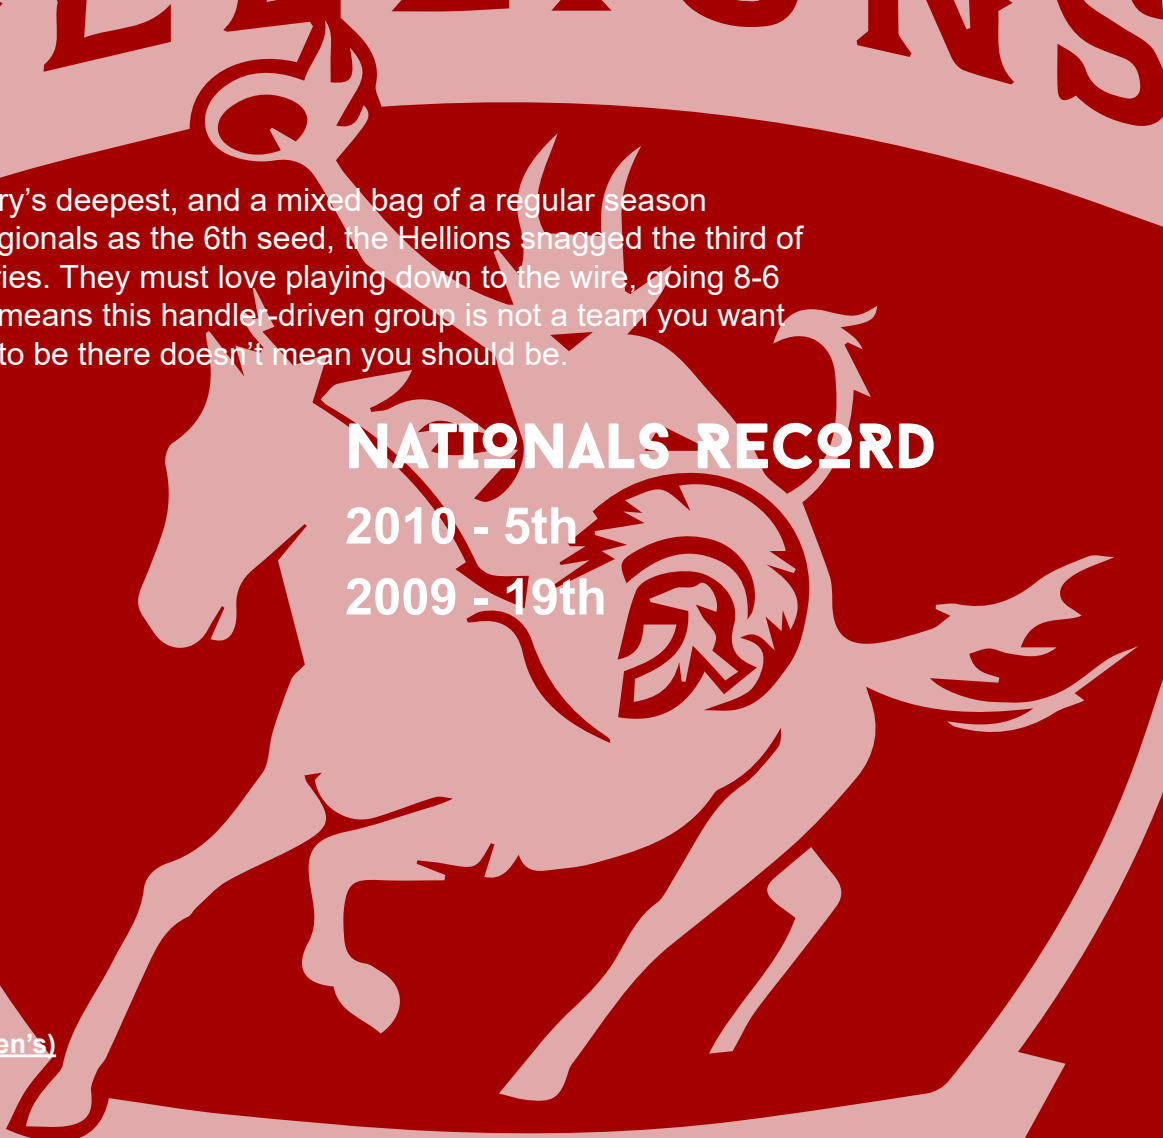 ELLIONS
ry’s deepest, and a mixed bag of a regular season
gionals as the 6th seed, the Hellions snagged the third of
ries. They must love playing down to the wire, going 8-6
means this handler-driven group is not a team you want
to be there doesn’t mean you should be.
NATIONALS RECORD
2010 - 5th
2009 - 19th
en’s)